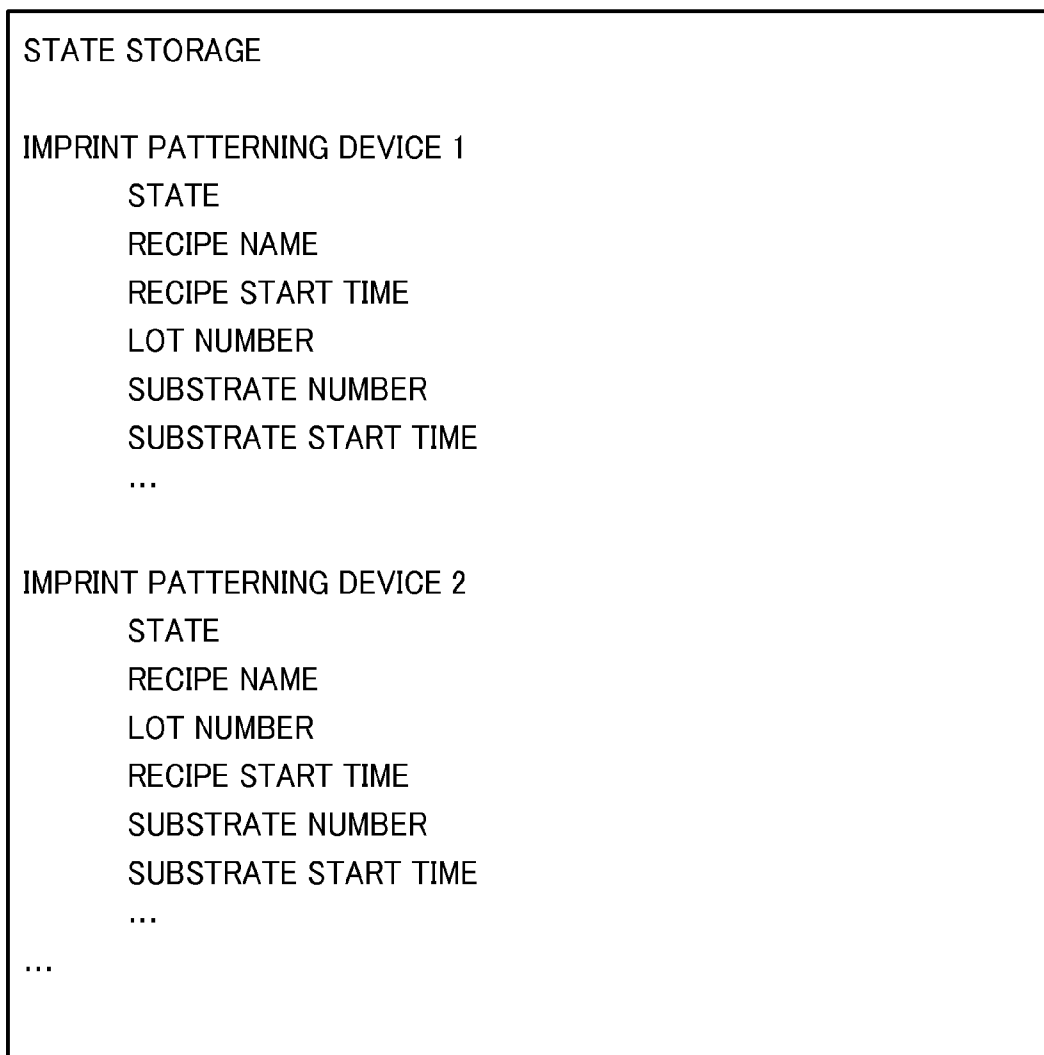 STATE STORAGE
IMPRINT PATTERNING DEVICE 1
STATE
RECIPE NAME
RECIPE START TIME
LOT NUMBER
SUBSTRATE NUMBER
SUBSTRATE START TIME
...
IMPRINT PATTERNING DEVICE 2
STATE
RECIPE NAME
LOT NUMBER
RECIPE START TIME
SUBSTRATE NUMBER
SUBSTRATE START TIME
...
...